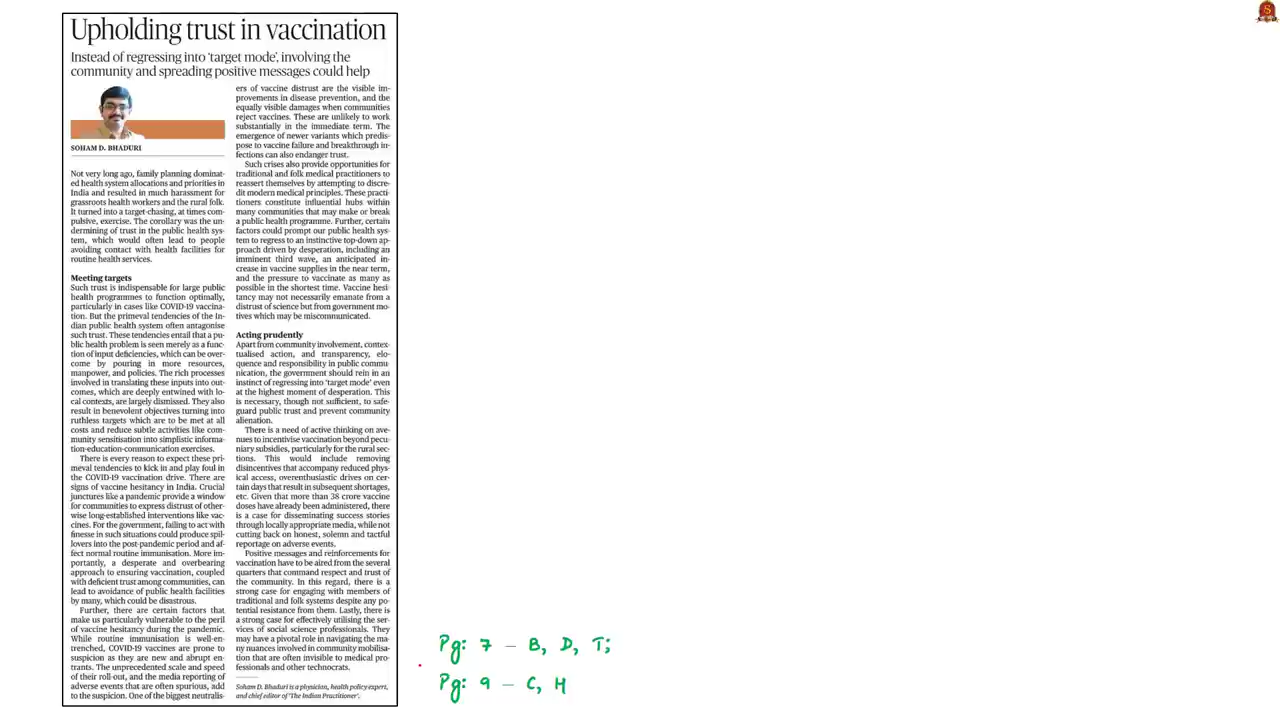 Upholding trust in vaccination
Instead of regressing into 'target mode', involving the
community and spreading positive messages could help
SOHAM D. BHADURI
Not very long ago, family planning dominat-
ed health system allocations and priorities in
India and resulted in much harassment for
grassroots health workers and the rural folk.
It turned into a target-chasing, at times com-
pulsive, exercise. The corollary was the un-
dermining of trust in the public health sys-
tem, which would often lead to people
avoiding contact with health facilities for
routine health services.
Meeting targets
Such trust is indispensable for large public
health programmes to function optimally,
particularly in cases like COVID-19 vaccina-
tion. But the primeval tendencies of the In-
dian public health system often antagonise
such trust. These tendencies entail that a pu-
blic health problem is seen merely as a func-
tion of input deficiencies, which can be over-
come by pouring in more resources,
manpower, and policies. The rich processes
involved in translating these inputs into out-
comes, which are deeply entwined with lo-
cal contexts, are largely dismissed. They also
result in benevolent objectives turning into
ruthless targets which are to be met at all
costs and reduce subtle activities like com-
munity sensitisation into simplistic informa-
tion-education-communication exercises.
There is every reason to expect these pri-
meval tendencies to kick in and play foul in
the COVID-19 vaccination drive. There are
signs of vaccine hesitancy in India. Crucial
junctures like a pandemic provide a window
for communities to express distrust of other-
wise long-established interventions like vac-
cines. For the government, failing to act with
finesse in such situations could produce spil-
lovers into the post-pandemic period and af-
fect normal routine immunisation. More im-
portantly, a desperate and overbearing
approach to ensuring vaccination, coupled
with deficient trust among communities, can
lead to avoidance of public health facilities
by many, which could be disastrous.
Further, there are certain factors that
make us particularly vulnerable to the peril
of vaccine hesitancy during the pandemic.
While routine immunisation is well-en-
trenched, COVID-19 vaccines are prone to
suspicion as they are new and abrupt en-
trants. The unprecedented scale and speed
of their roll-out, and the media reporting of
adverse events that are often spurious, add
to the suspicion. One of the biggest neutralis-
ers of vaccine distrust are the visible im-
provements in disease prevention, and the
equally visible damages when communities
reject vaccines. These are unlikely to work
substantially in the immediate term. The
emergence of newer variants which predis-
pose to vaccine failure and breakthrough in-
fections can also endanger trust.
Such crises also provide opportunities for
traditional and folk medical practitioners to
reassert themselves by attempting to discre-
dit modern medical principles. These practi-
tioners constitute influential hubs within
many communities that may make or break
a public health programme. Further, certain
factors could prompt our public health sys-
tem to regress to an instinctive top-down ap-
proach driven by desperation, including an
imminent third wave, an anticipated in-
crease in vaccine supplies in the near term,
and the pressure to vaccinate as many as
possible in the shortest time. Vaccine hesi-
tancy may not necessarily emanate from a
distrust of science but from government mo-
tives which may be miscommunicated.
Acting prudently
Apart from community involvement, contex-
tualised action, and transparency, elo-
quence and responsibility in public commu-
nication, the government should rein in an
instinct of regressing into 'target mode' even
at the highest moment of desperation. This
is necessary, though not sufficient, to safe-
guard public trust and prevent community
alienation.
There is a need of active thinking on ave-
nues to incentivise vaccination beyond pecu-
niary subsidies, particularly for the rural sec-
tions. This would include removing
disincentives that accompany reduced phys-
ical access, overenthusiastic drives on cer-
tain days that result in subsequent shortages,
etc. Given that more than 38 crore vaccine
doses have already been administered, there
is a case for disseminating success stories
through locally appropriate media, while not
cutting back on honest, solemn and tactful
reportage on adverse events.
Positive messages and reinforcements for
vaccination have to be aired from the several
quarters that command respect and trust of
the community. In this regard, there is a
strong case for engaging with members of
traditional and folk systems despite any po-
tential resistance from them. Lastly, there is
a strong case for effectively utilising the ser-
vices of social science professionals. They
may have a pivotal role in navigating the ma-
ny nuances involved in community mobilisa-
tion that are often invisible to medical pro-
fessionals and other technocrats.
Soham D. Bhaduri is a physician, health policy expert,
and chief editor of 'The Indian Practitioner'.
Pg: 7 – B, D, T;
Pg: 9 – C, H
S